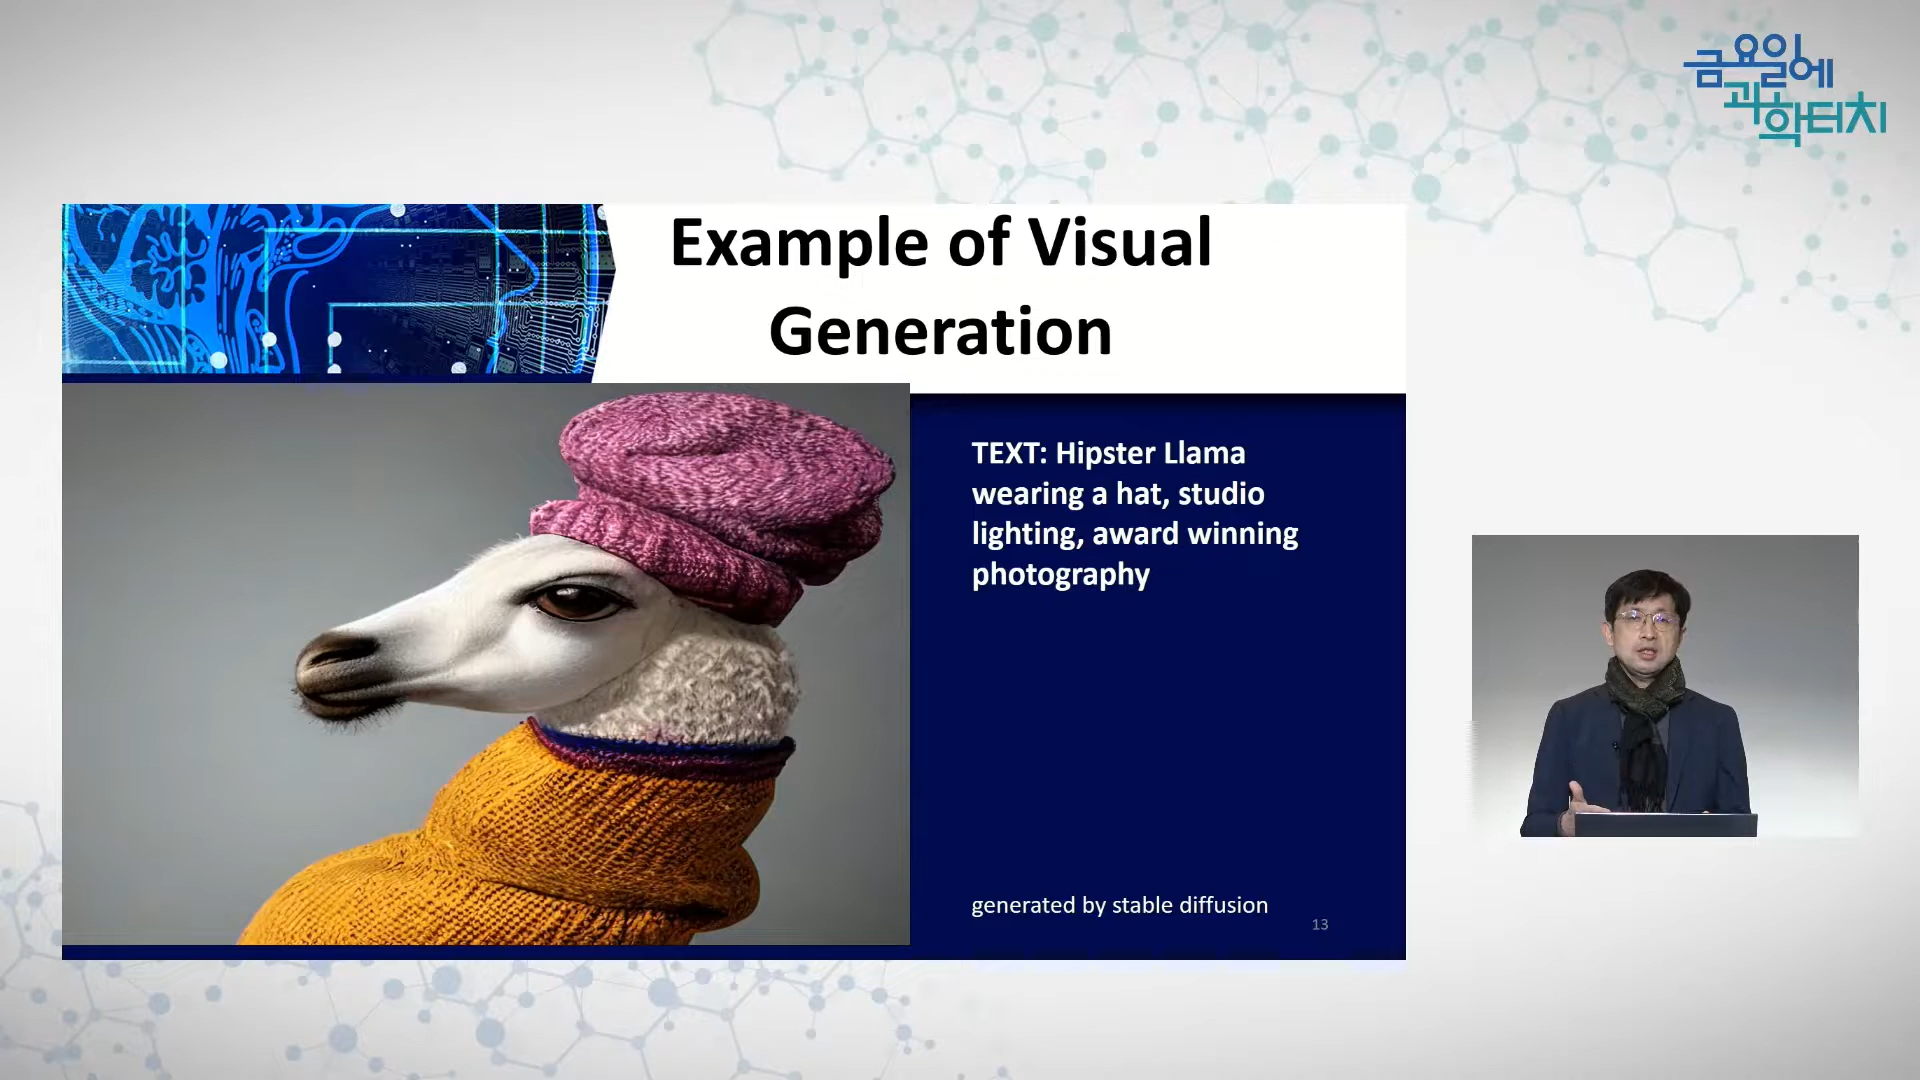 금요일에
과학터치
Example of Visual
Generation
TEXT: Hipster Llama
wearing a hat, studio
lighting, award winning
photography
generated by stable diffusion
13